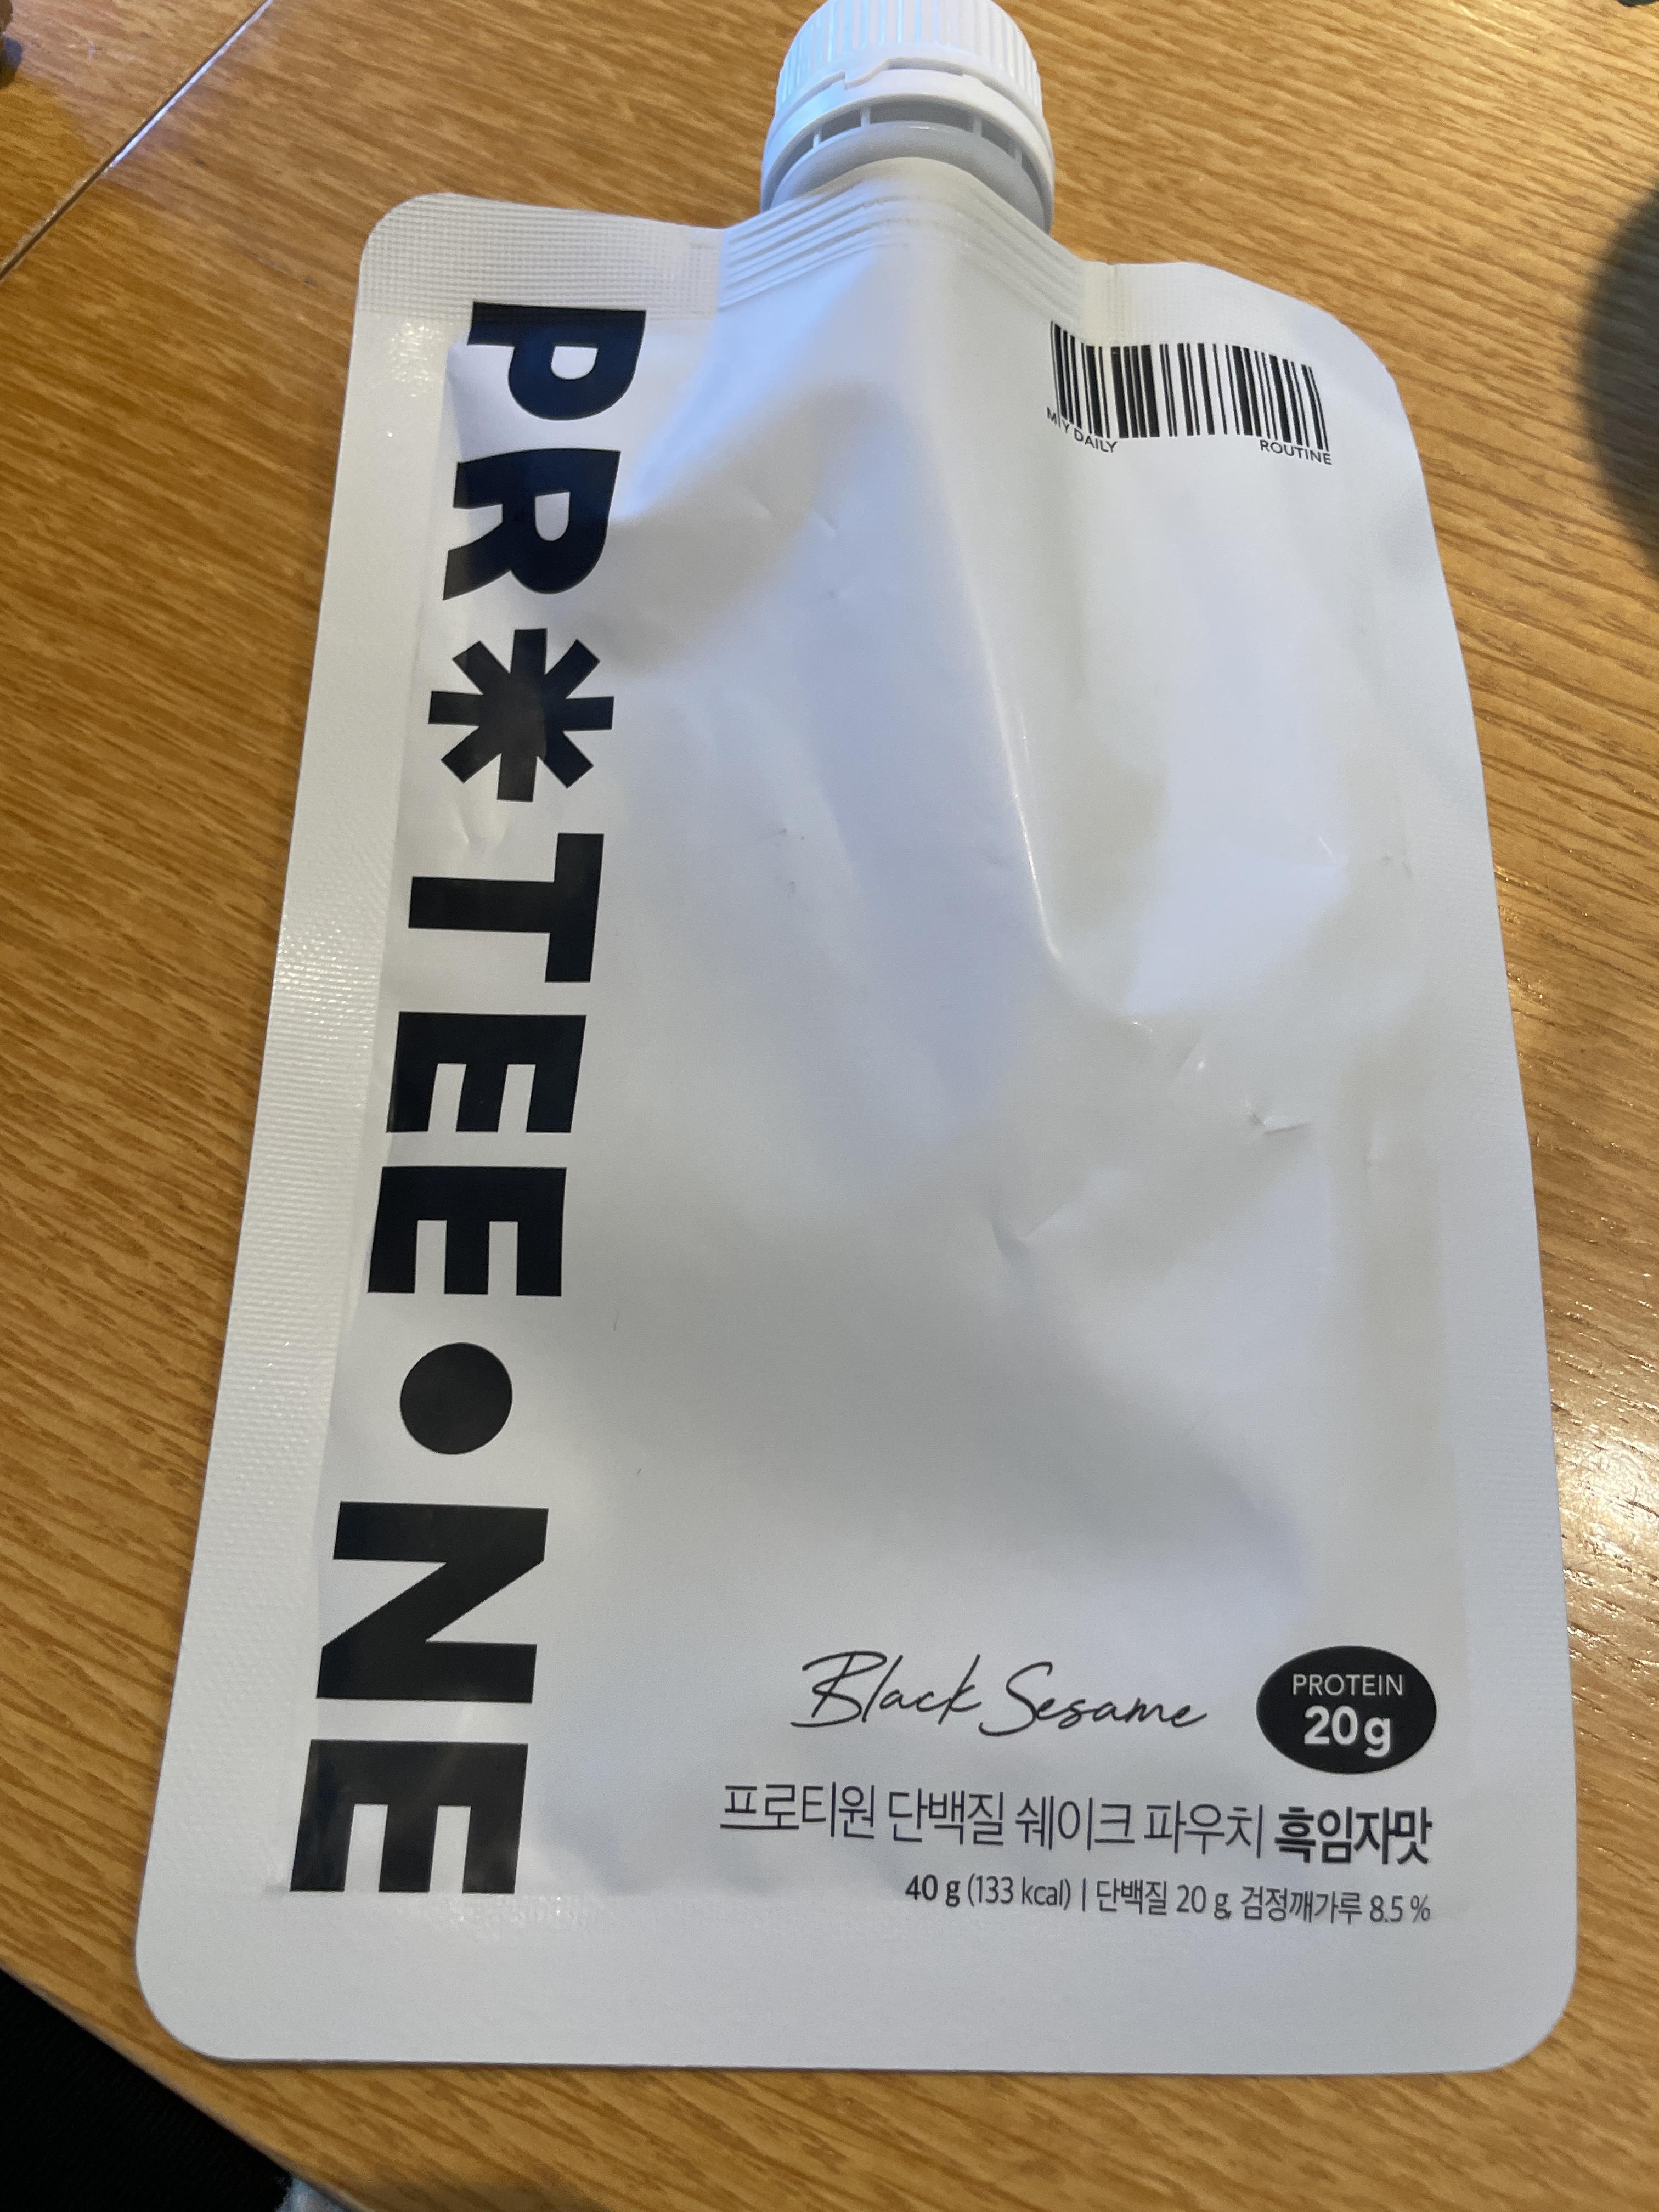 PR*TEE•NE
MIY DAILY ROUTINE
Black Sesame
PROTEIN
20g
프로티원 단백질 쉐이크 파우치 흑임자맛
40 g (133 kcal) | 단백질 20 g, 검정깨가루 8.5 %